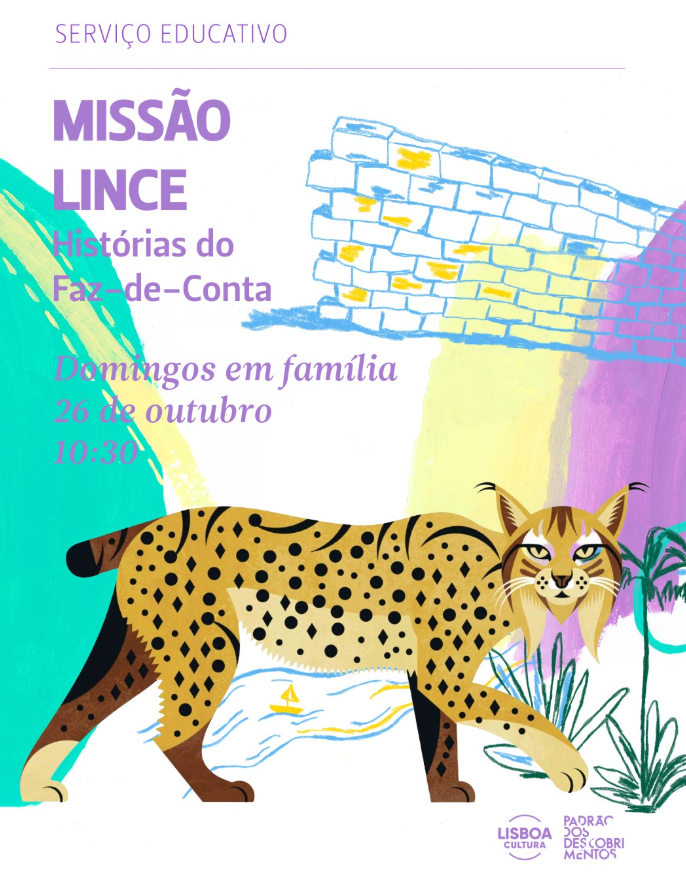 SERVIÇO EDUCATIVO
MISSÃO
LINCE
Histórias do
Faz-de-Conta
Domingos em família
26 de outubro
10:30
LISBOA
CULTURA
PADRÃO
DOS
DESCOBRI
MENTOS